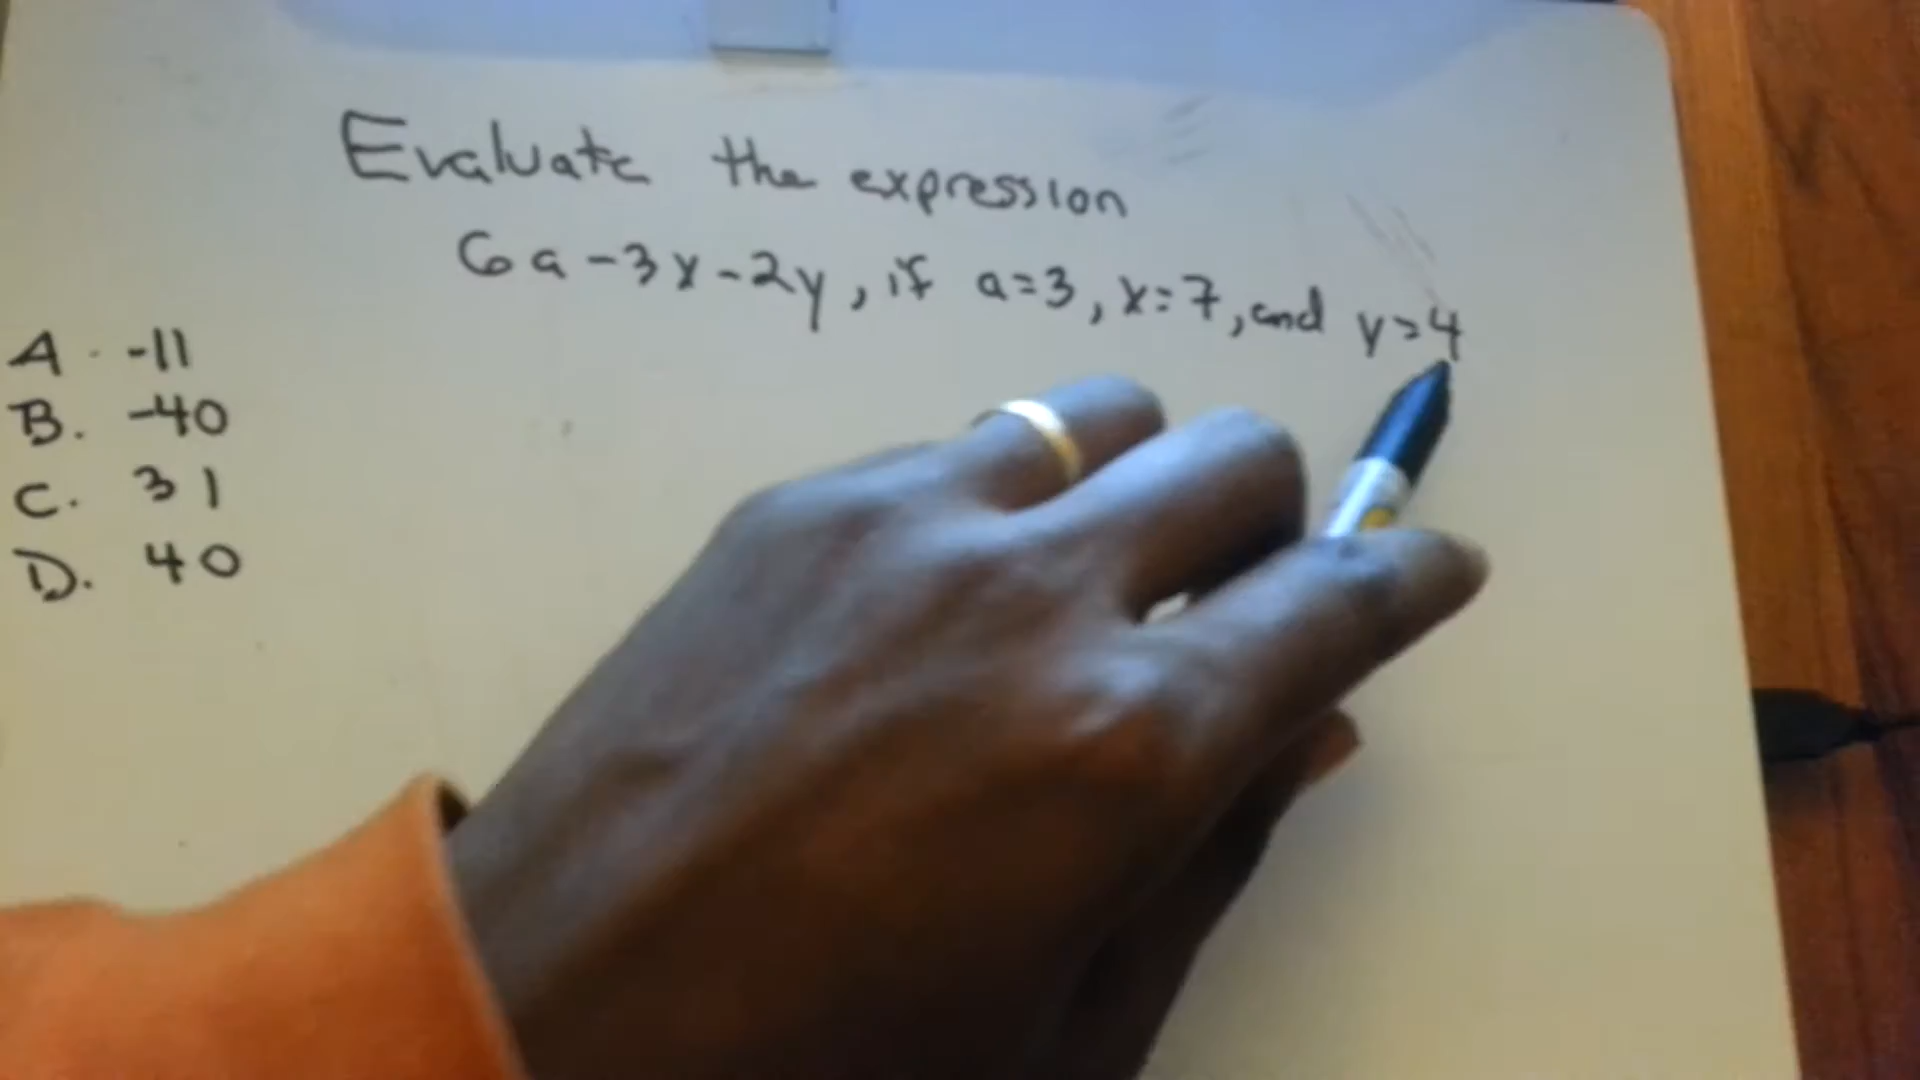 Evaluate the expression
6a-3x-2y, if a=3, x=7, and y=4
A. -11
B. -40
C. 31
D. 40